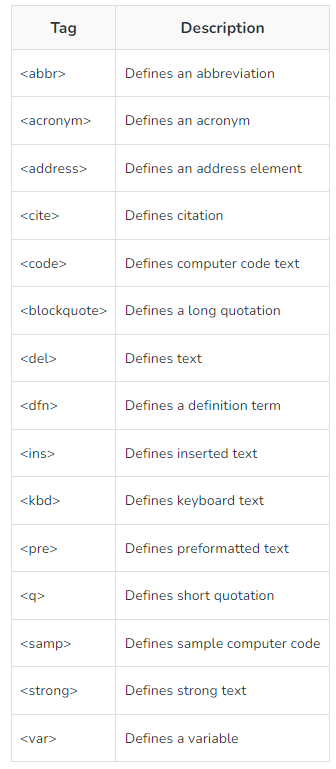 Tag Description
<abbr> Defines an abbreviation
<acronym> Defines an acronym
<address> Defines an address element
<cite> Defines citation
<code> Defines computer code text
<blockquote> Defines a long quotation
<del> Defines text
<dfn> Defines a definition term
<ins> Defines inserted text
<kbd> Defines keyboard text
<pre> Defines preformatted text
<q> Defines short quotation
<samp> Defines sample computer code
<strong> Defines strong text
<var> Defines a variable